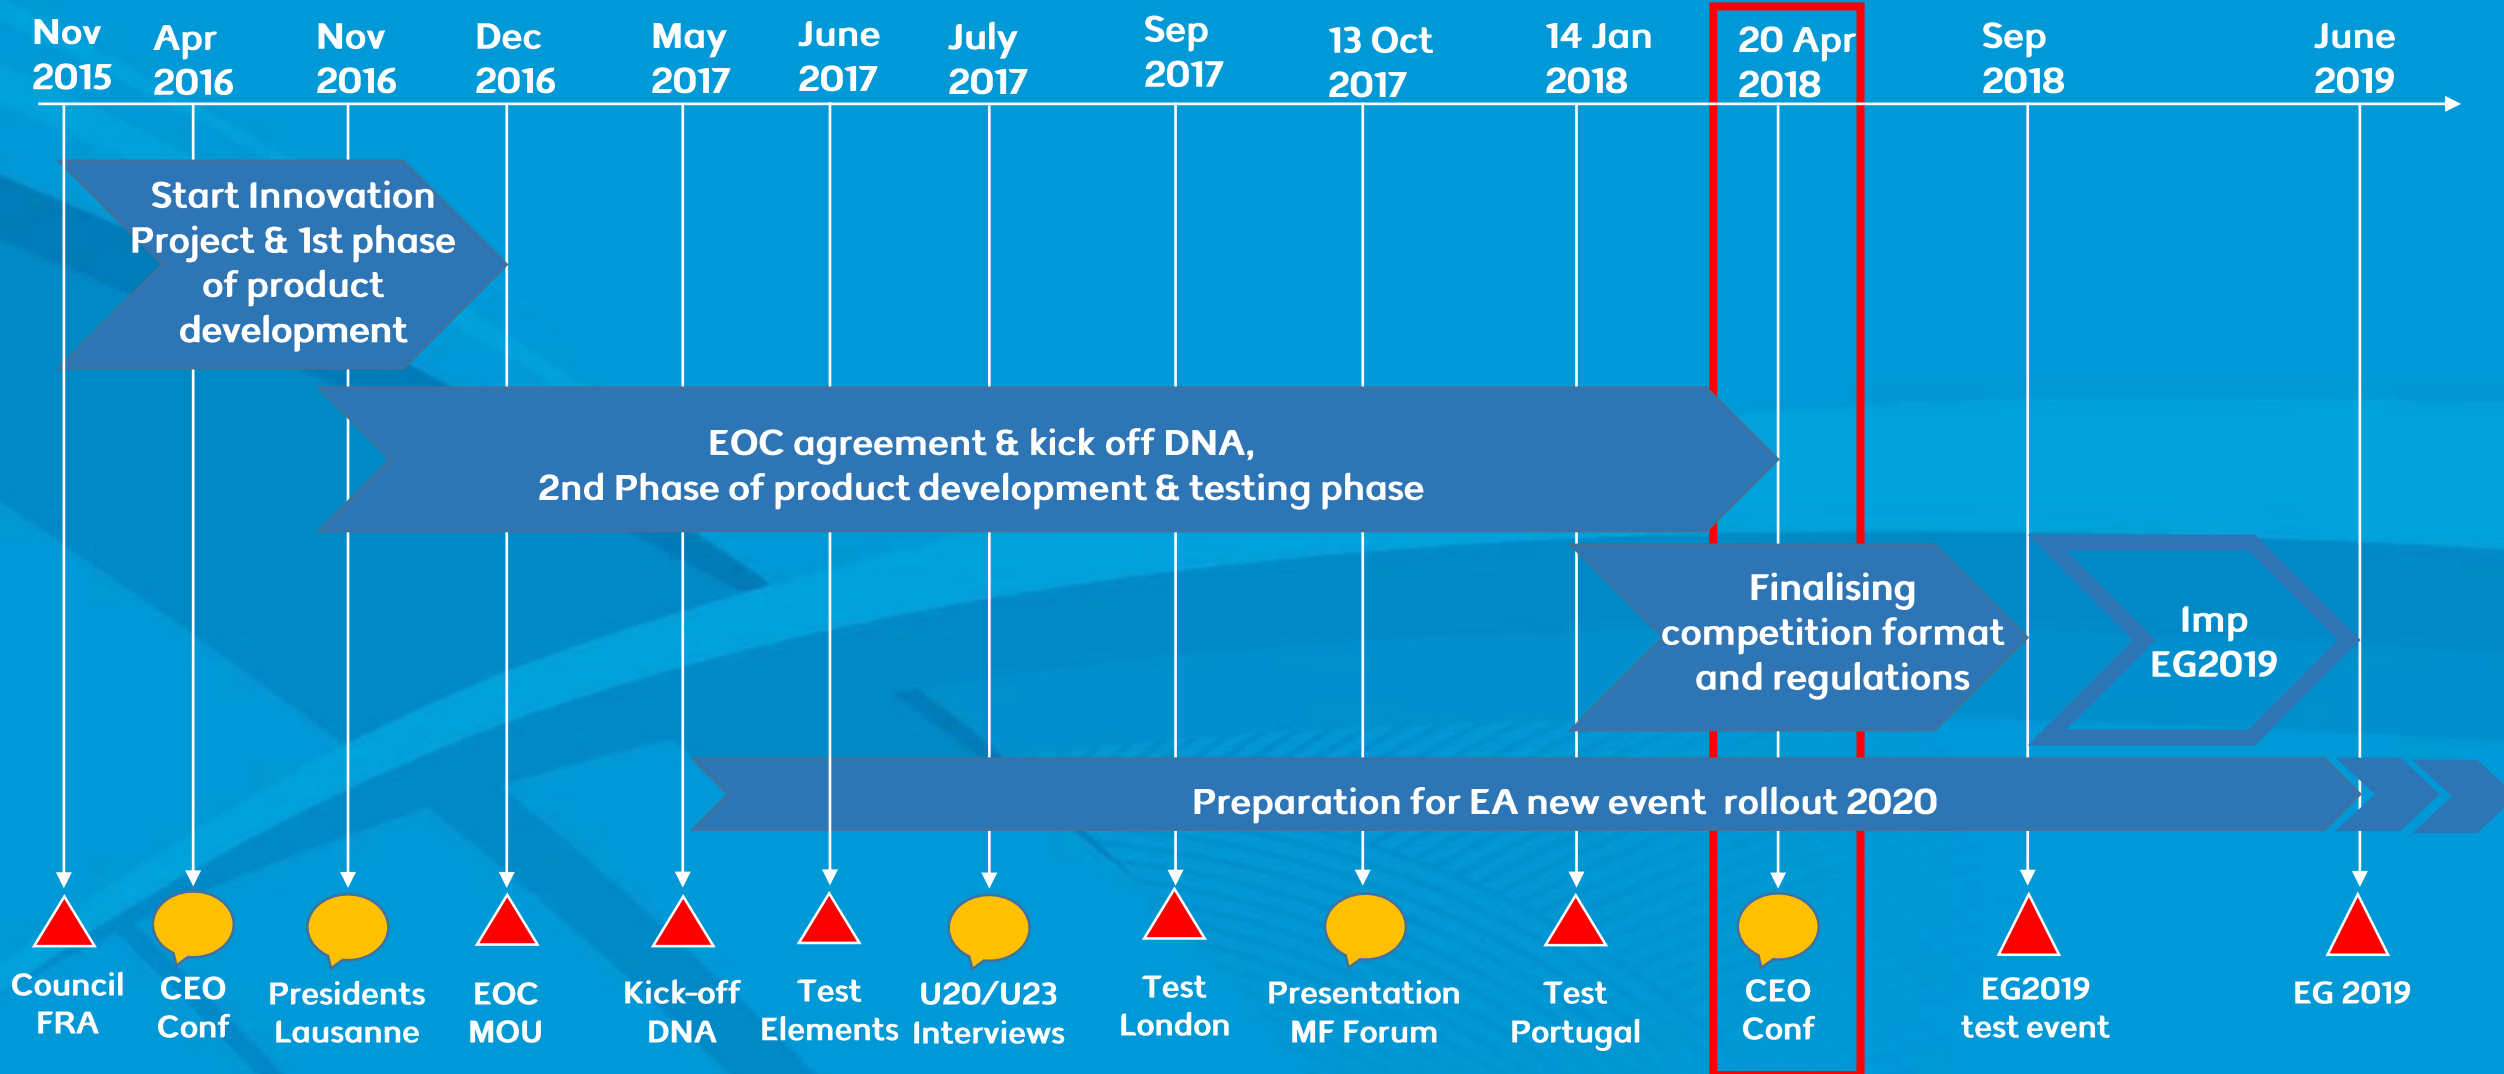 Nov
2015
Apr
2016
Nov
2016
Dec
2016
May
2017
June
2017
July
2017
Sep
2017
13 Oct
2017
14 Jan
2018
20 Apr
2018
Sep
2018
June
2019
Start Innovation
Project & 1st phase
of product
development
EOC agreement & kick off DNA,
2nd Phase of product development & testing phase
Finalising
competition format
and regulations
Imp
EG2019
Preparation for EA new event rollout 2020
Council
FRA
CEO
Conf
Presidents
Lausanne
EOC
MOU
Kick-off
DNA
Test
Elements
U20/U23
Interviews
Test
London
Presentation
MF Forum
Test
Portugal
CEO
Conf
EG2019
test event
EG 2019